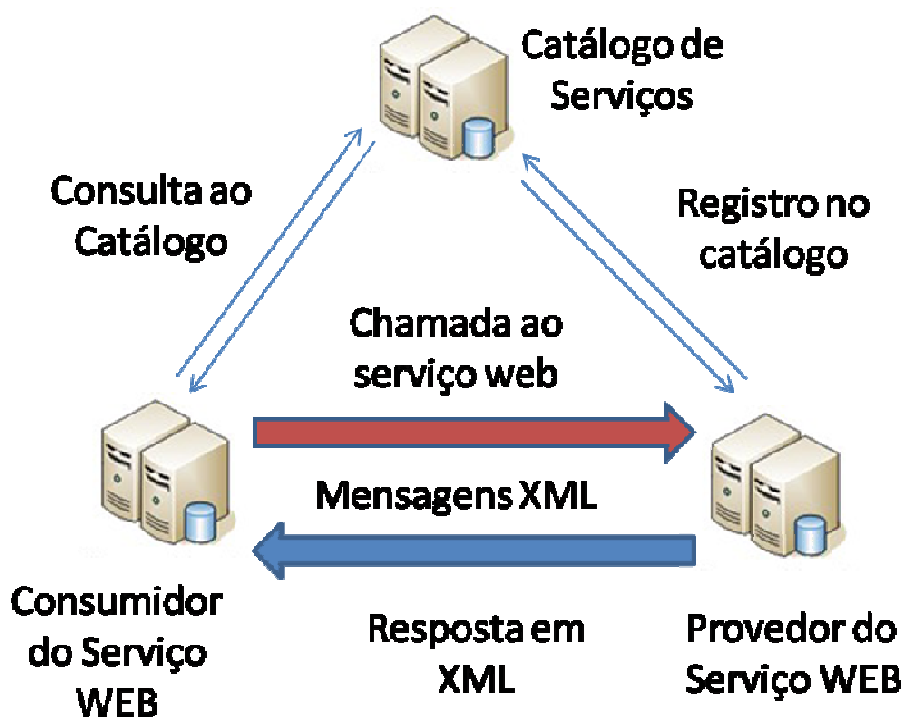 Catálogo de
Serviços
Consulta ao
Catálogo
Registro no
catálogo
Chamada ao
serviço web
Mensagens XML
Consumidor
do Serviço
WEB
Resposta em
XML
Provedor do
Serviço WEB